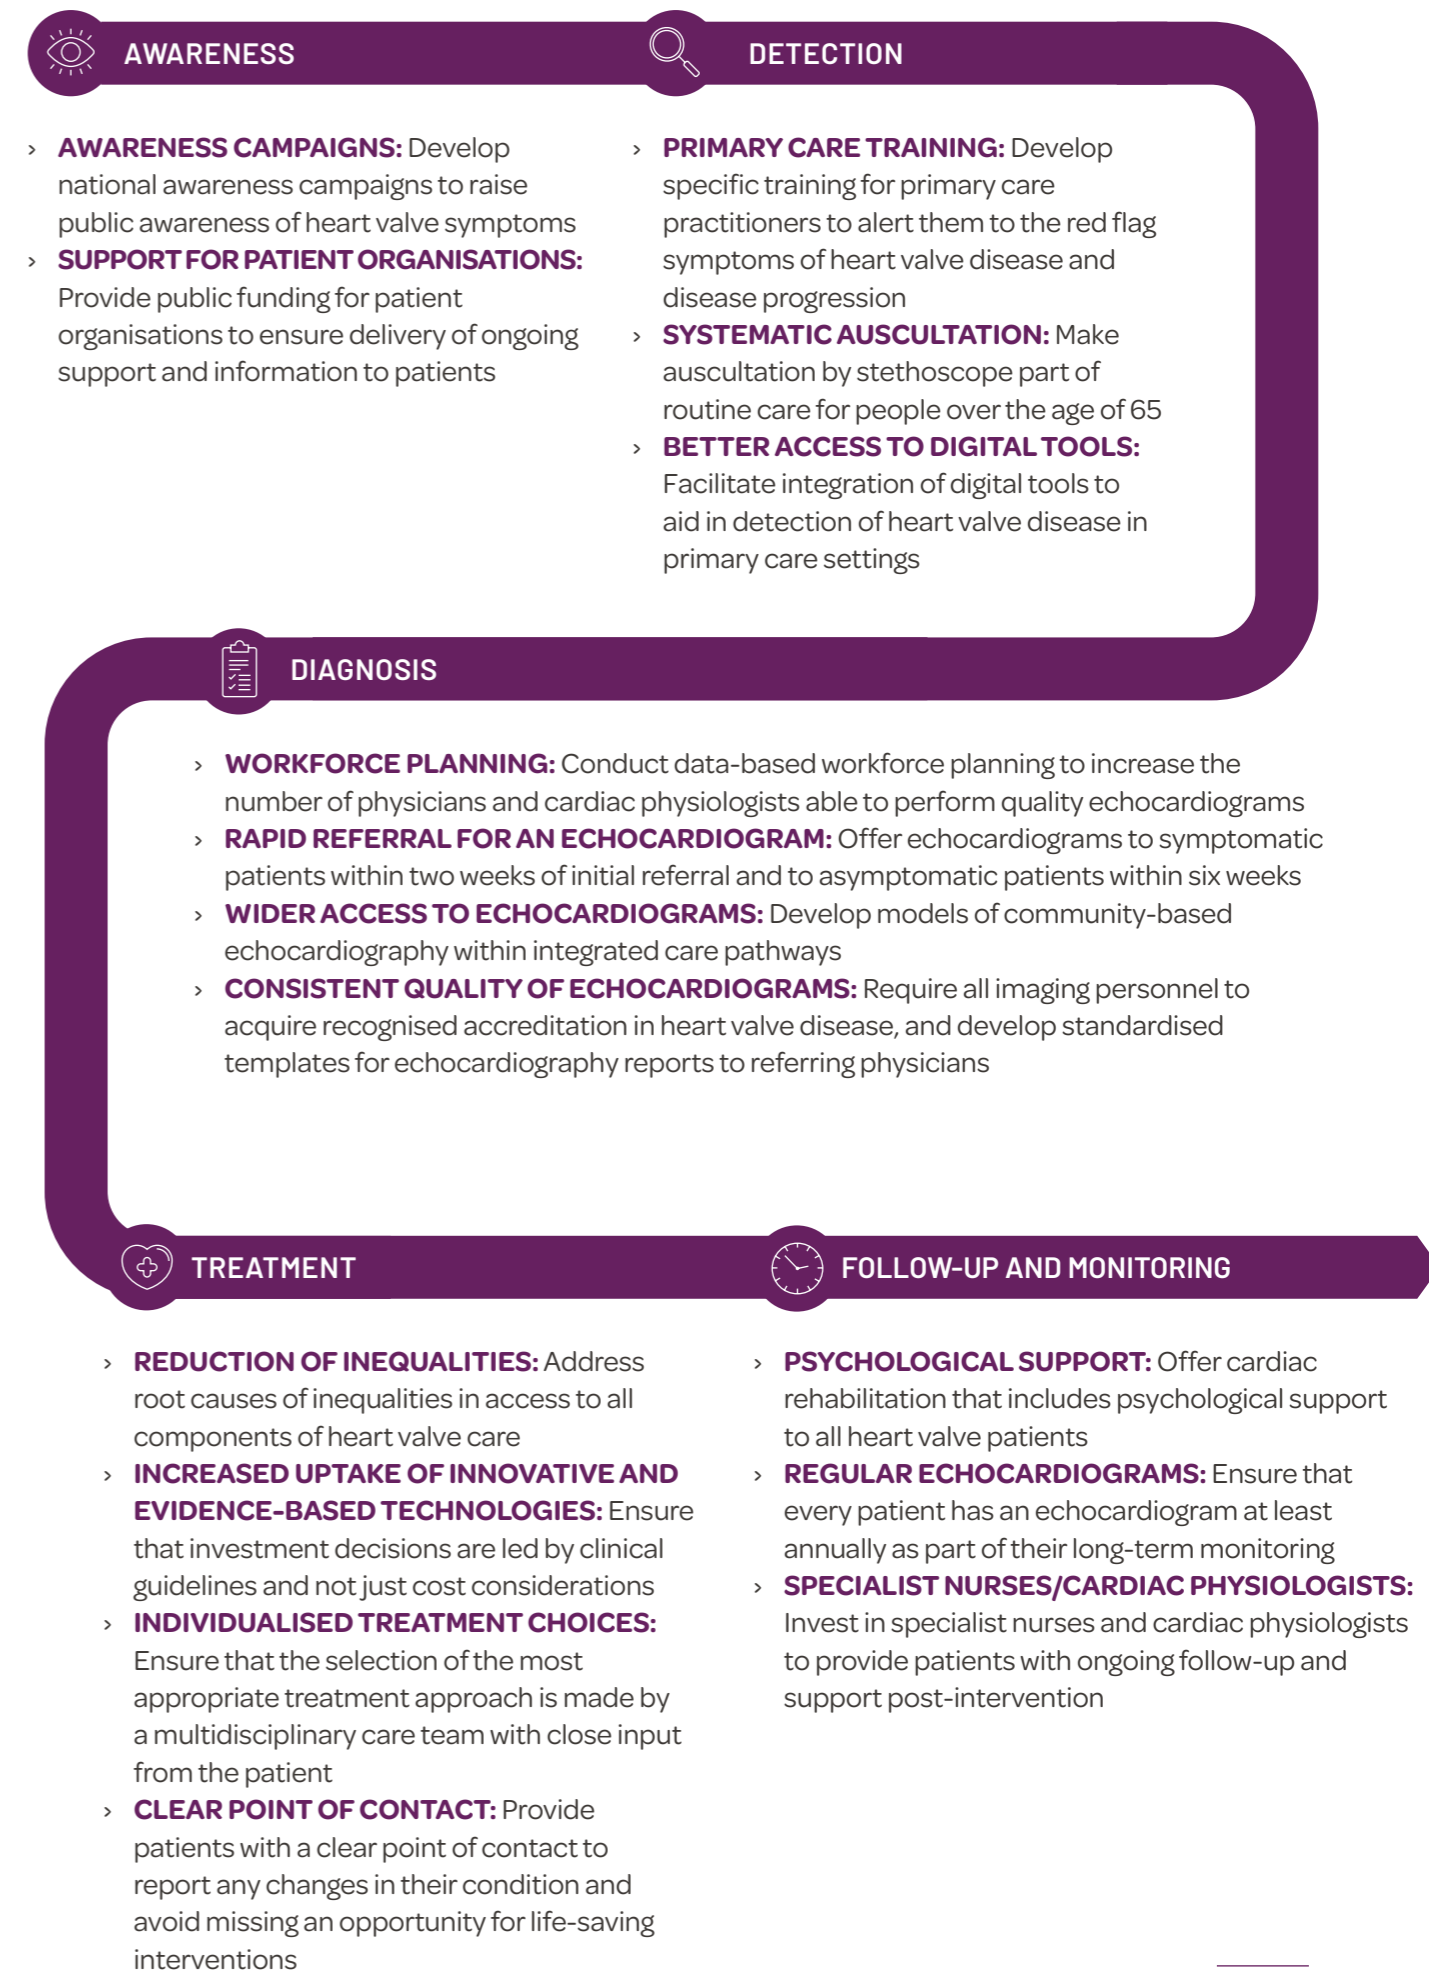 AWARENESS
› AWARENESS CAMPAIGNS: Develop
national awareness campaigns to raise
public awareness of heart valve symptoms
› SUPPORT FOR PATIENT ORGANISATIONS:
Provide public funding for patient
organisations to ensure delivery of ongoing
support and information to patients
DETECTION
› PRIMARY CARE TRAINING: Develop
specific training for primary care
practitioners to alert them to the red flag
symptoms of heart valve disease and
disease progression
› SYSTEMATIC AUSCULTATION: Make
auscultation by stethoscope part of
routine care for people over the age of 65
› BETTER ACCESS TO DIGITAL TOOLS:
Facilitate integration of digital tools to
aid in detection of heart valve disease in
primary care settings
DIAGNOSIS
› WORKFORCE PLANNING: Conduct data-based workforce planning to increase the
number of physicians and cardiac physiologists able to perform quality echocardiograms
› RAPID REFERRAL FOR AN ECHOCARDIOGRAM: Offer echocardiograms to symptomatic
patients within two weeks of initial referral and to asymptomatic patients within six weeks
› WIDER ACCESS TO ECHOCARDIOGRAMS: Develop models of community-based
echocardiography within integrated care pathways
› CONSISTENT QUALITY OF ECHOCARDIOGRAMS: Require all imaging personnel to
acquire recognised accreditation in heart valve disease, and develop standardised
templates for echocardiography reports to referring physicians
TREATMENT
› REDUCTION OF INEQUALITIES: Address
root causes of inequalities in access to all
components of heart valve care
› INCREASED UPTAKE OF INNOVATIVE AND
EVIDENCE-BASED TECHNOLOGIES: Ensure
that investment decisions are led by clinical
guidelines and not just cost considerations
› INDIVIDUALISED TREATMENT CHOICES:
Ensure that the selection of the most
appropriate treatment approach is made by
a multidisciplinary care team with close input
from the patient
› CLEAR POINT OF CONTACT: Provide
patients with a clear point of contact to
report any changes in their condition and
avoid missing an opportunity for life-saving
interventions
FOLLOW-UP AND MONITORING
› PSYCHOLOGICAL SUPPORT: Offer cardiac
rehabilitation that includes psychological support
to all heart valve patients
› REGULAR ECHOCARDIOGRAMS: Ensure that
every patient has an echocardiogram at least
annually as part of their long-term monitoring
› SPECIALIST NURSES/CARDIAC PHYSIOLOGISTS:
Invest in specialist nurses and cardiac physiologists
to provide patients with ongoing follow-up and
support post-intervention